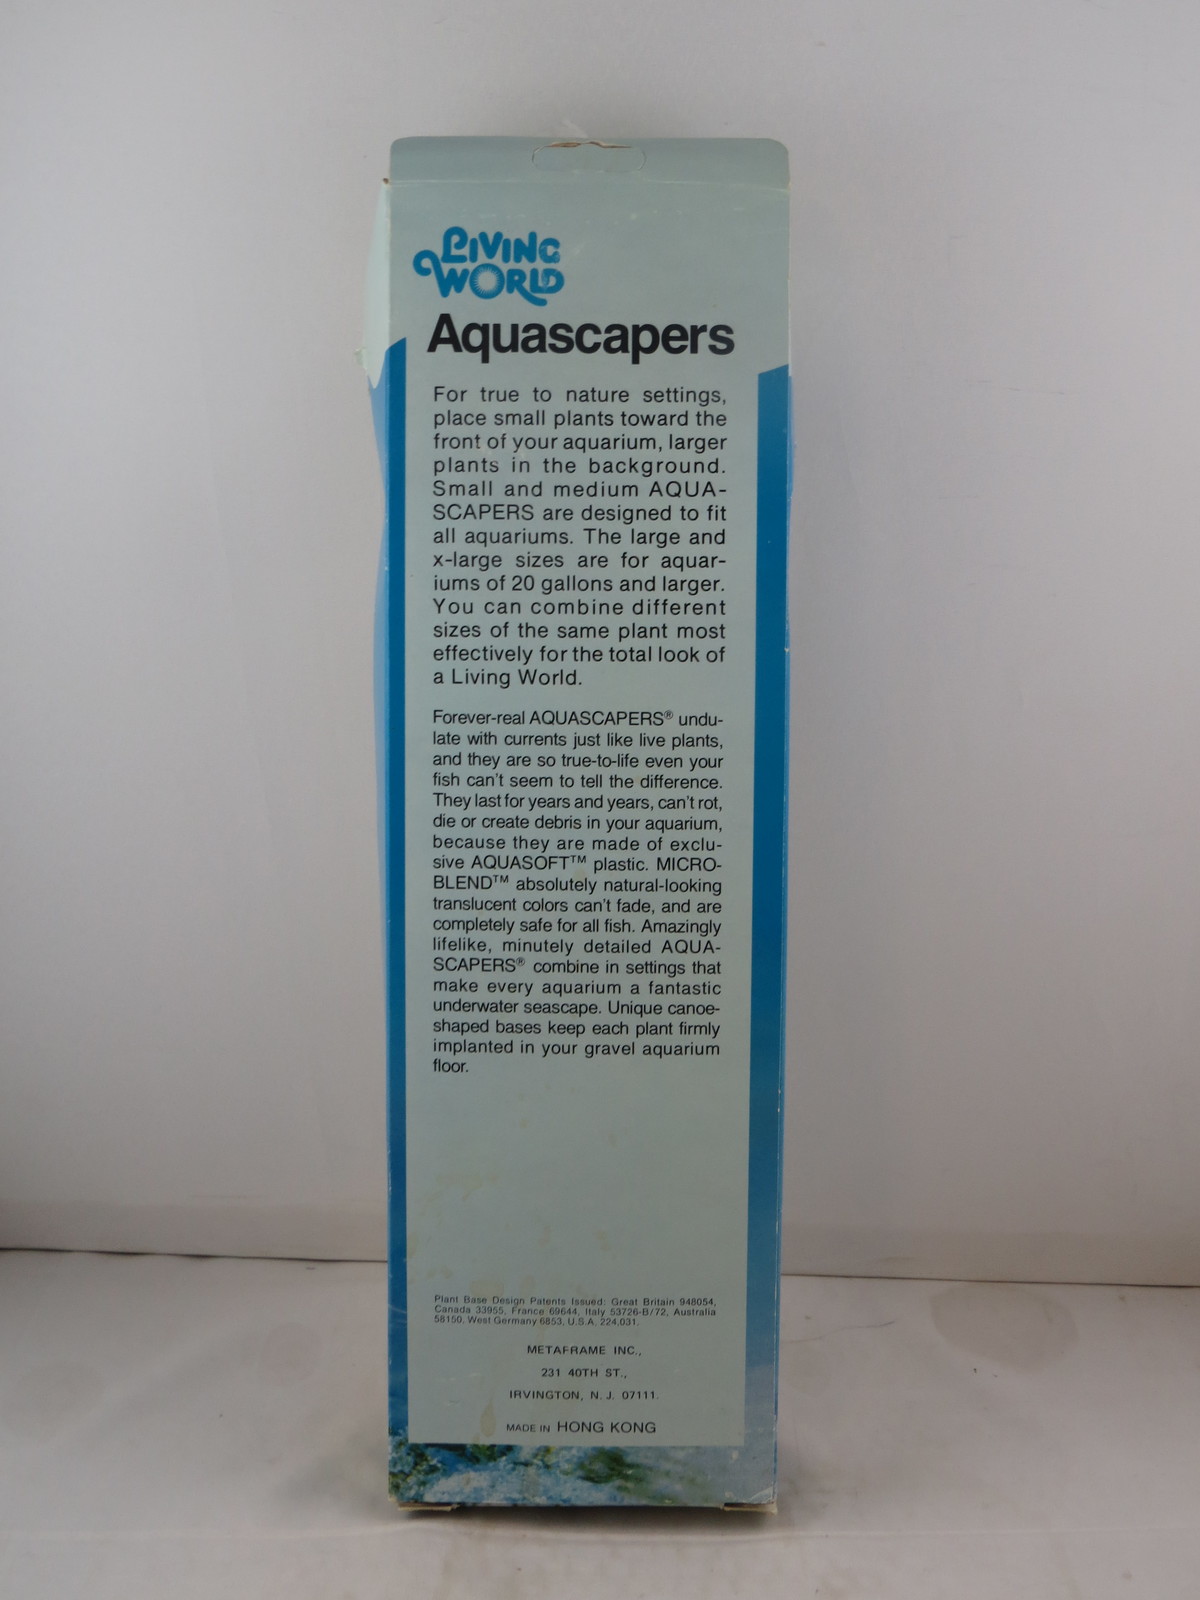 LIVING
WORLD
Aquascapers
For true to nature settings,
place small plants toward the
front of your aquarium, larger
plants in the background.
Small and medium AQUA-
SCAPERS are designed to fit
all aquariums. The large and
x-large sizes are for aquar-
iums of 20 gallons and larger.
You can combine different
sizes of the same plant most
effectively for the total look of
a Living World.
Forever-real AQUASCAPERS® undu-
late with currents just like live plants,
and they are so true-to-life even your
fish can't seem to tell the difference.
They last for years and years, can't rot,
die or create debris in your aquarium,
because they are made of exclu-
sive AQUASOFT™ plastic. MICRO-
BLEND™ absolutely natural-looking
translucent colors can't fade, and are
completely safe for all fish. Amazingly
lifelike, minutely detailed AQUA-
SCAPERS® combine in settings that
make every aquarium a fantastic
underwater seascape. Unique canoe-
shaped bases keep each plant firmly
implanted in your gravel aquarium
floor.
Plant Base Design Patents Issued: Great Britain 948054,
Canada 33955, France 69644, Italy 53726-B/72, Australia
58150, West Germany 6853, U.S.A. 224,031.
METAFRAME INC.,
231 40TH ST.,
IRVINGTON, N. J. 07111.
MADE IN HONG KONG